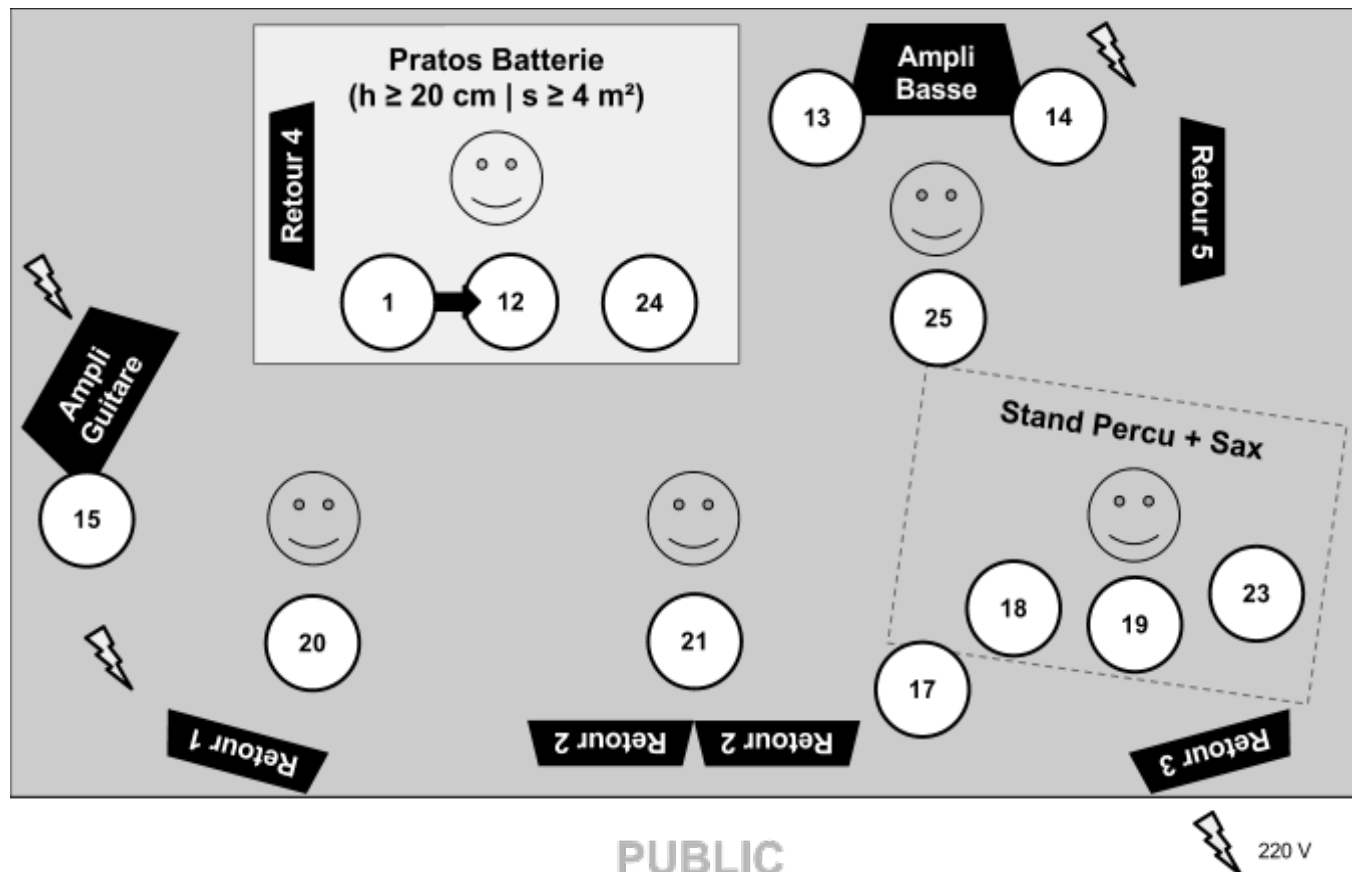 Pratos Batterie
(h ≥ 20 cm | s ≥ 4 m²)
Ampli
Basse
13
14
Retour 4
Retour 5
1
12
24
25
Ampli
Guitare
Stand Percu + Sax
15
18
19
23
20
21
17
Retour 1
Retour 2
Retour 2
Retour 3
PUBLIC
220 V